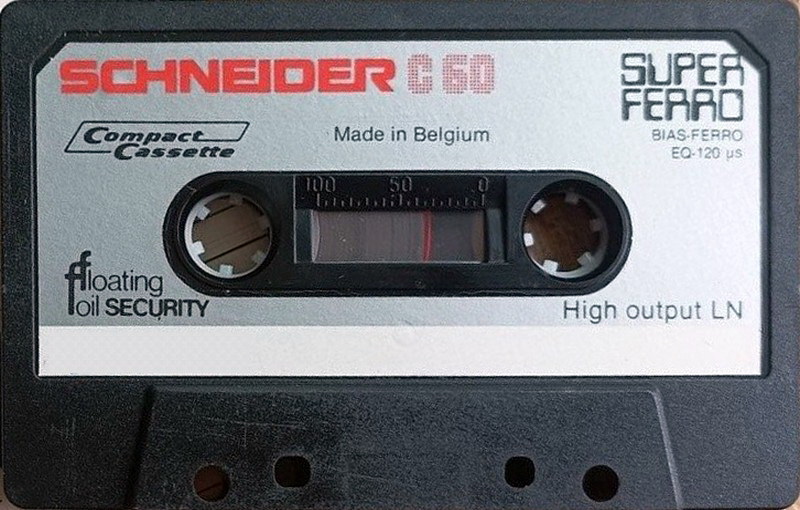 SCHNEIDER C 60
SUPER
FERRO
Compact
Cassette
Made in Belgium
BIAS-FERRO
EQ-120 µs
100 50 0
floating
foil SECURITY
High output LN